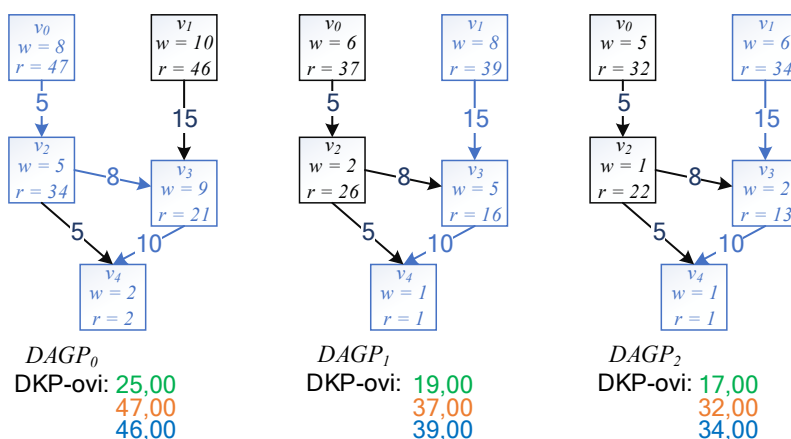 v0
w = 8
r = 47
v1
w = 10
r = 46
5
15
v2
w = 5
r = 34
8
v3
w = 9
r = 21
5
10
v4
w = 2
r = 2
DAGP0
DKP-ovi: 25,00
47,00
46,00
v0
w = 6
r = 37
v1
w = 8
r = 39
5
15
v2
w = 2
r = 26
8
v3
w = 5
r = 16
5
10
v4
w = 1
r = 1
DAGP1
DKP-ovi: 19,00
37,00
39,00
v0
w = 5
r = 32
v1
w = 6
r = 34
5
15
v2
w = 1
r = 22
8
v3
w = 2
r = 13
5
10
v4
w = 1
r = 1
DAGP2
DKP-ovi: 17,00
32,00
34,00